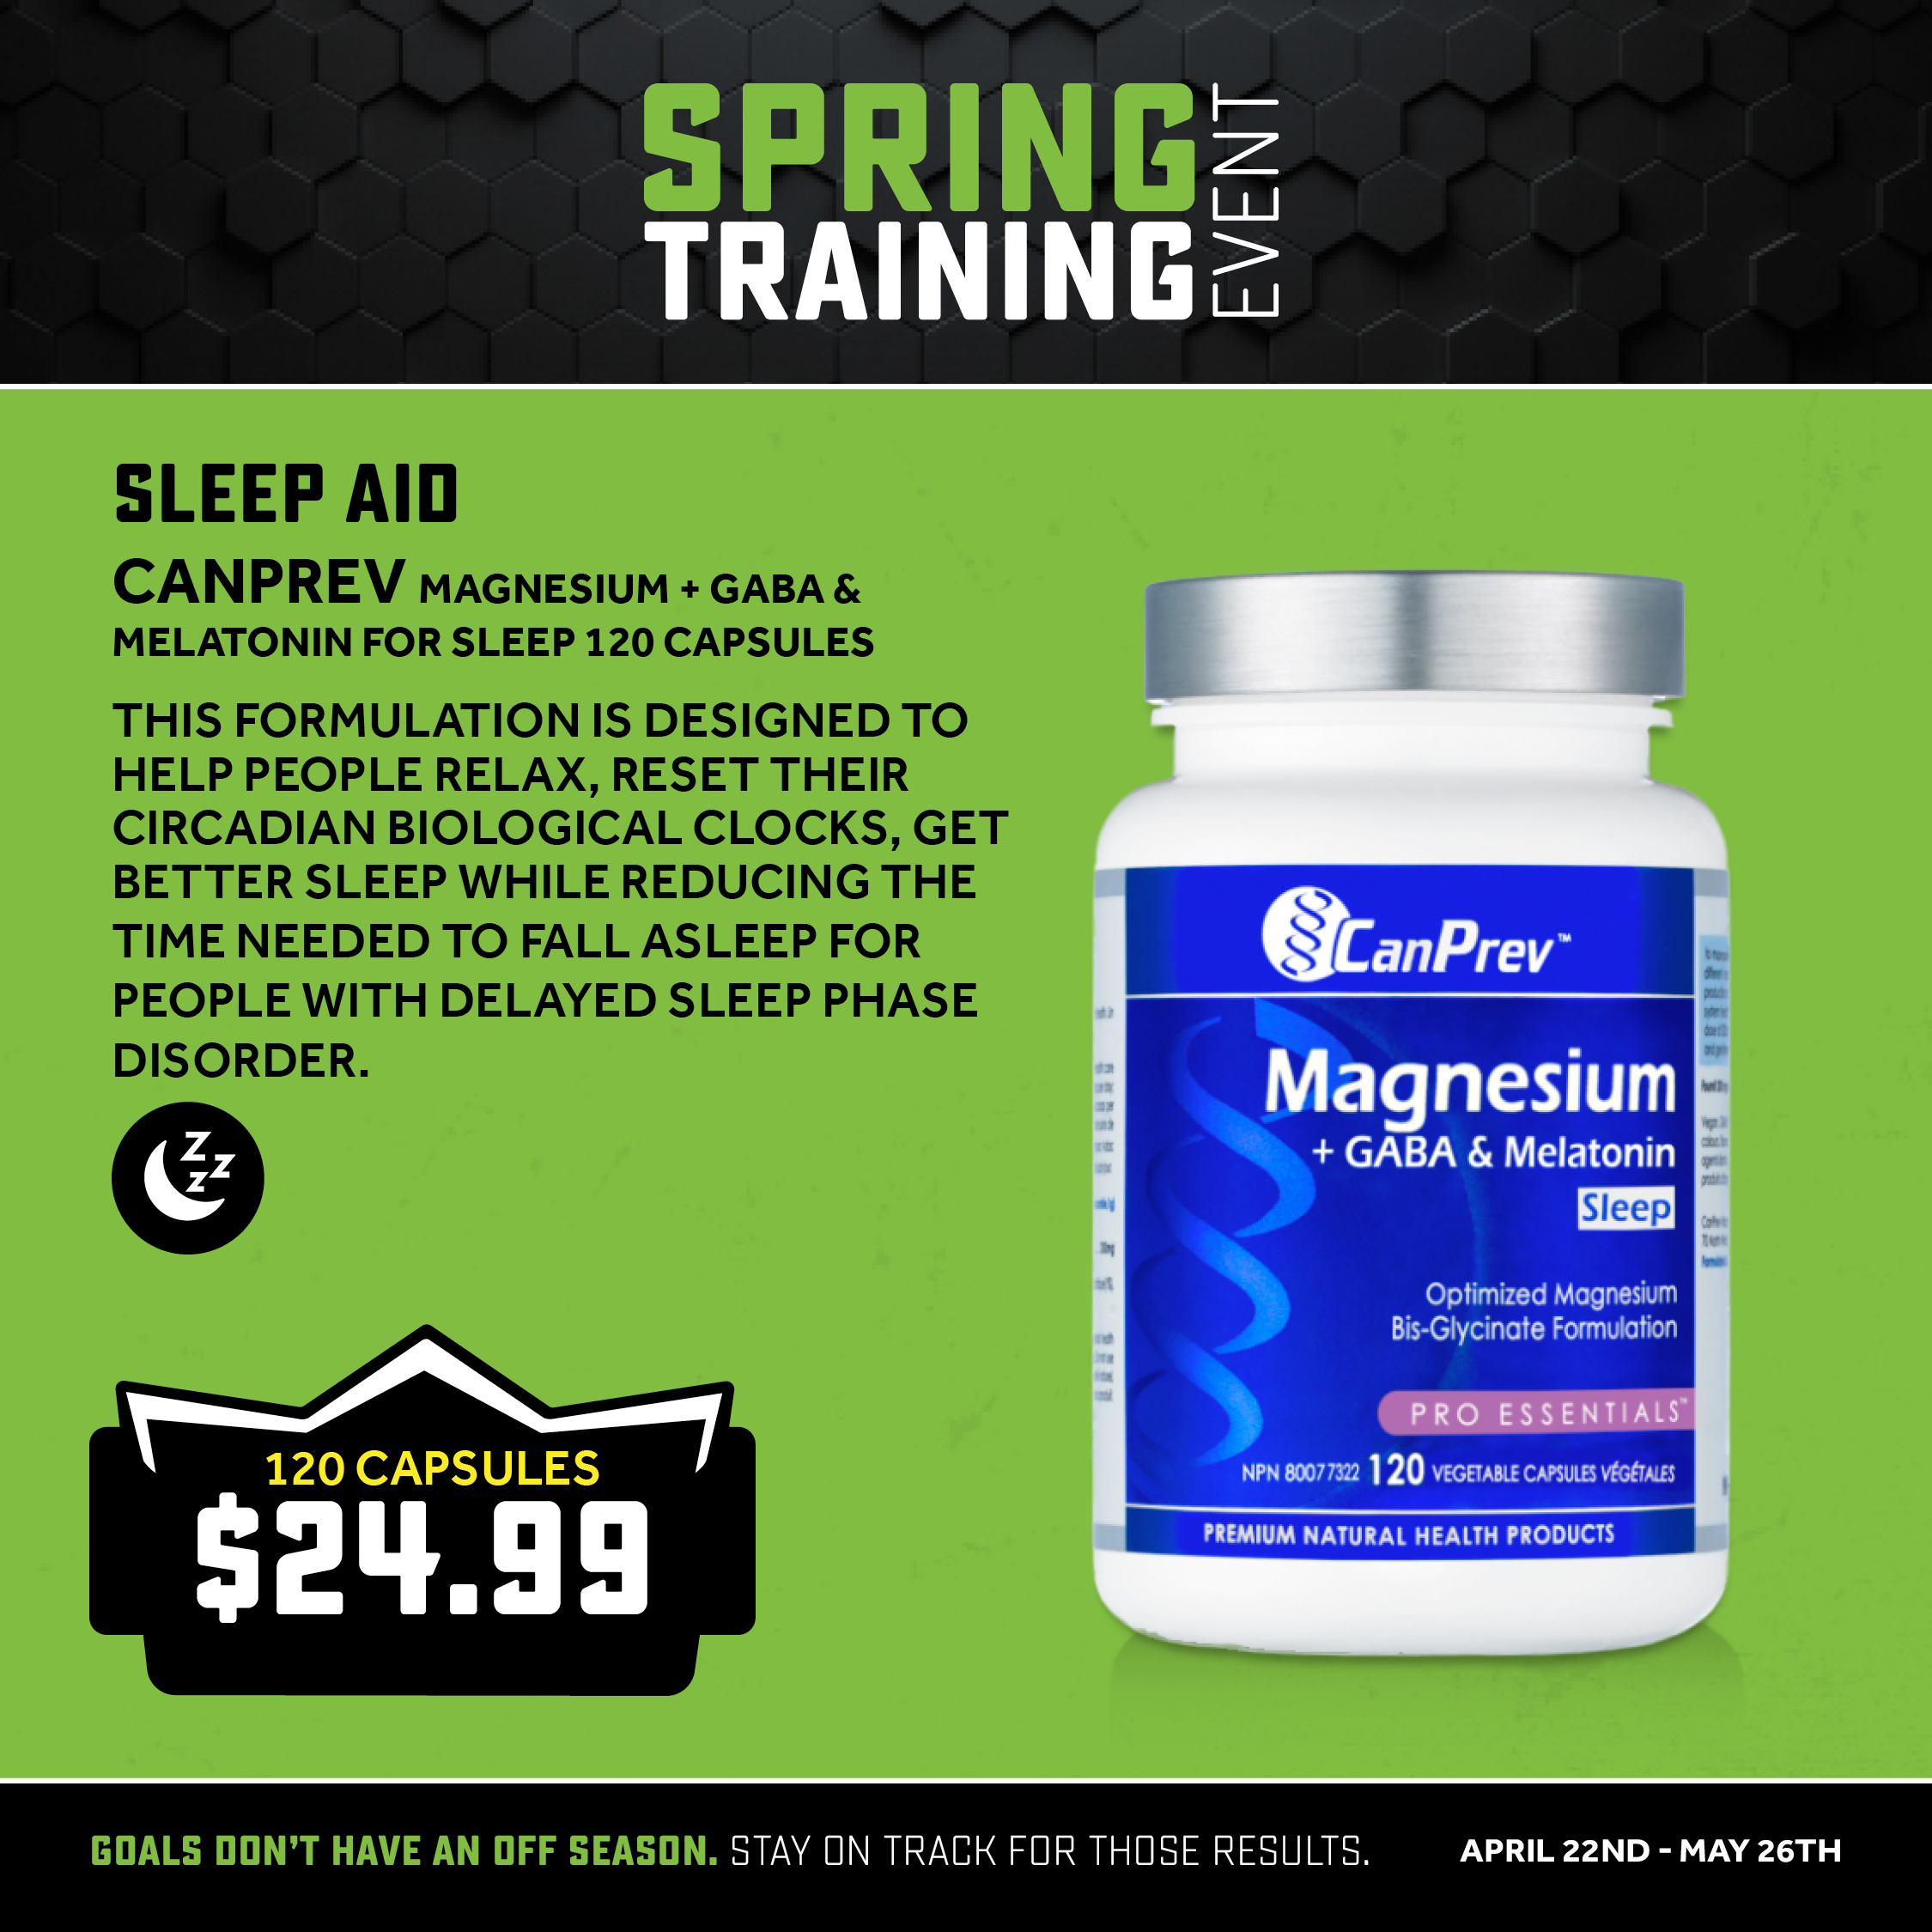 SPRING
TRAINING
EVENT
SLEEP AID
CANPREV MAGNESIUM + GABA &
MELATONIN FOR SLEEP 120 CAPSULES
THIS FORMULATION IS DESIGNED TO
HELP PEOPLE RELAX, RESET THEIR
CIRCADIAN BIOLOGICAL CLOCKS, GET
BETTER SLEEP WHILE REDUCING THE
TIME NEEDED TO FALL ASLEEP FOR
PEOPLE WITH DELAYED SLEEP PHASE
DISORDER.
Z Z Z
120 CAPSULES
$24.99
CanPrev™
Magnesium
+ GABA & Melatonin
Sleep
Optimized Magnesium
Bis-Glycinate Formulation
PRO ESSENTIALS™
NPN 80077322 120 VEGETABLE CAPSULES VÉGÉTALES
PREMIUM NATURAL HEALTH PRODUCTS
GOALS DON'T HAVE AN OFF SEASON. STAY ON TRACK FOR THOSE RESULTS.
APRIL 22ND - MAY 26TH